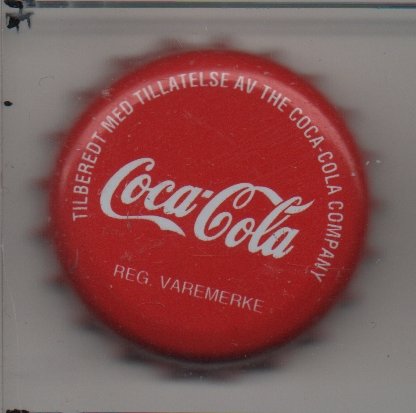 TILBEREDT MED TILLATELSE AV THE COCA-COLA COMPANY
Coca-Cola
REG. VAREMERKE